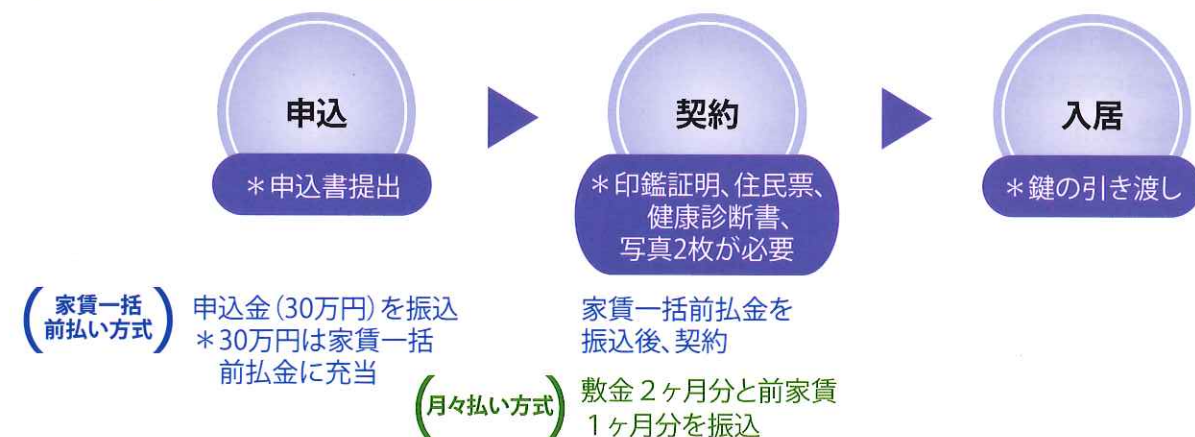 申込
＊申込書提出
契約
＊印鑑証明、住民票、
健康診断書、
写真2枚が必要
入居
＊鍵の引き渡し
家賃一括
前払い方式
申込金(30万円)を振込
＊30万円は家賃一括
前払金に充当
家賃一括前払金を
振込後、契約
月々払い方式
敷金2ヶ月分と前家賃
1ヶ月分を振込